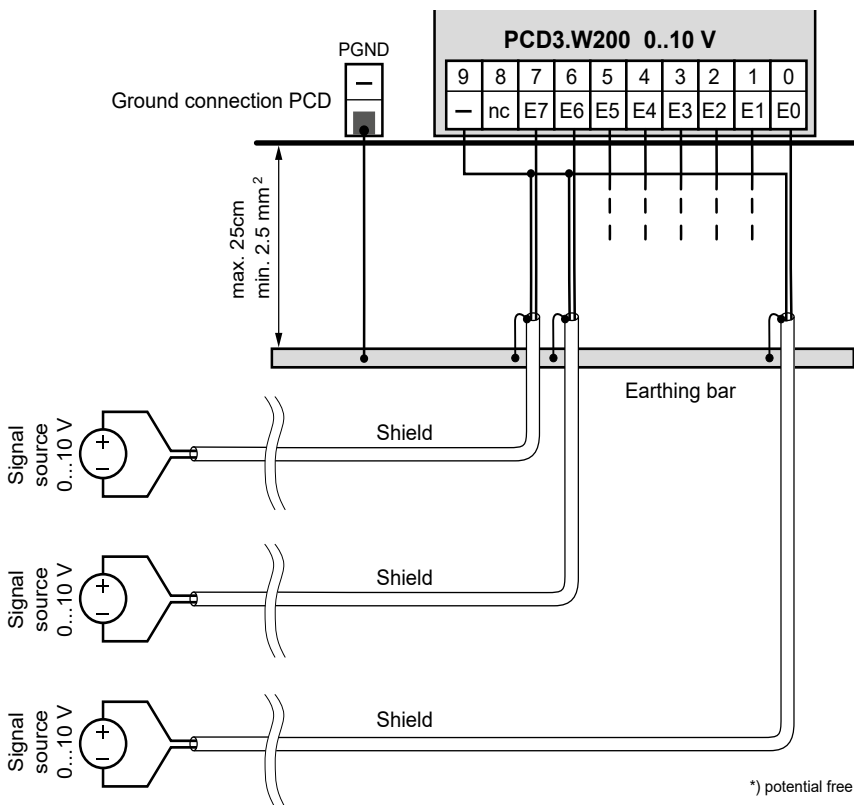 PCD3.W200 0..10 V
PGND
–
Ground connection PCD
9 8 7 6 5 4 3 2 1 0
– nc E7 E6 E5 E4 E3 E2 E1 E0
max. 25cm
min. 2.5 mm²
Earthing bar
Signal
source
0...10 V
+
–
Shield
Signal
source
0...10 V
+
–
Shield
Signal
source
0...10 V
+
–
Shield
*) potential free